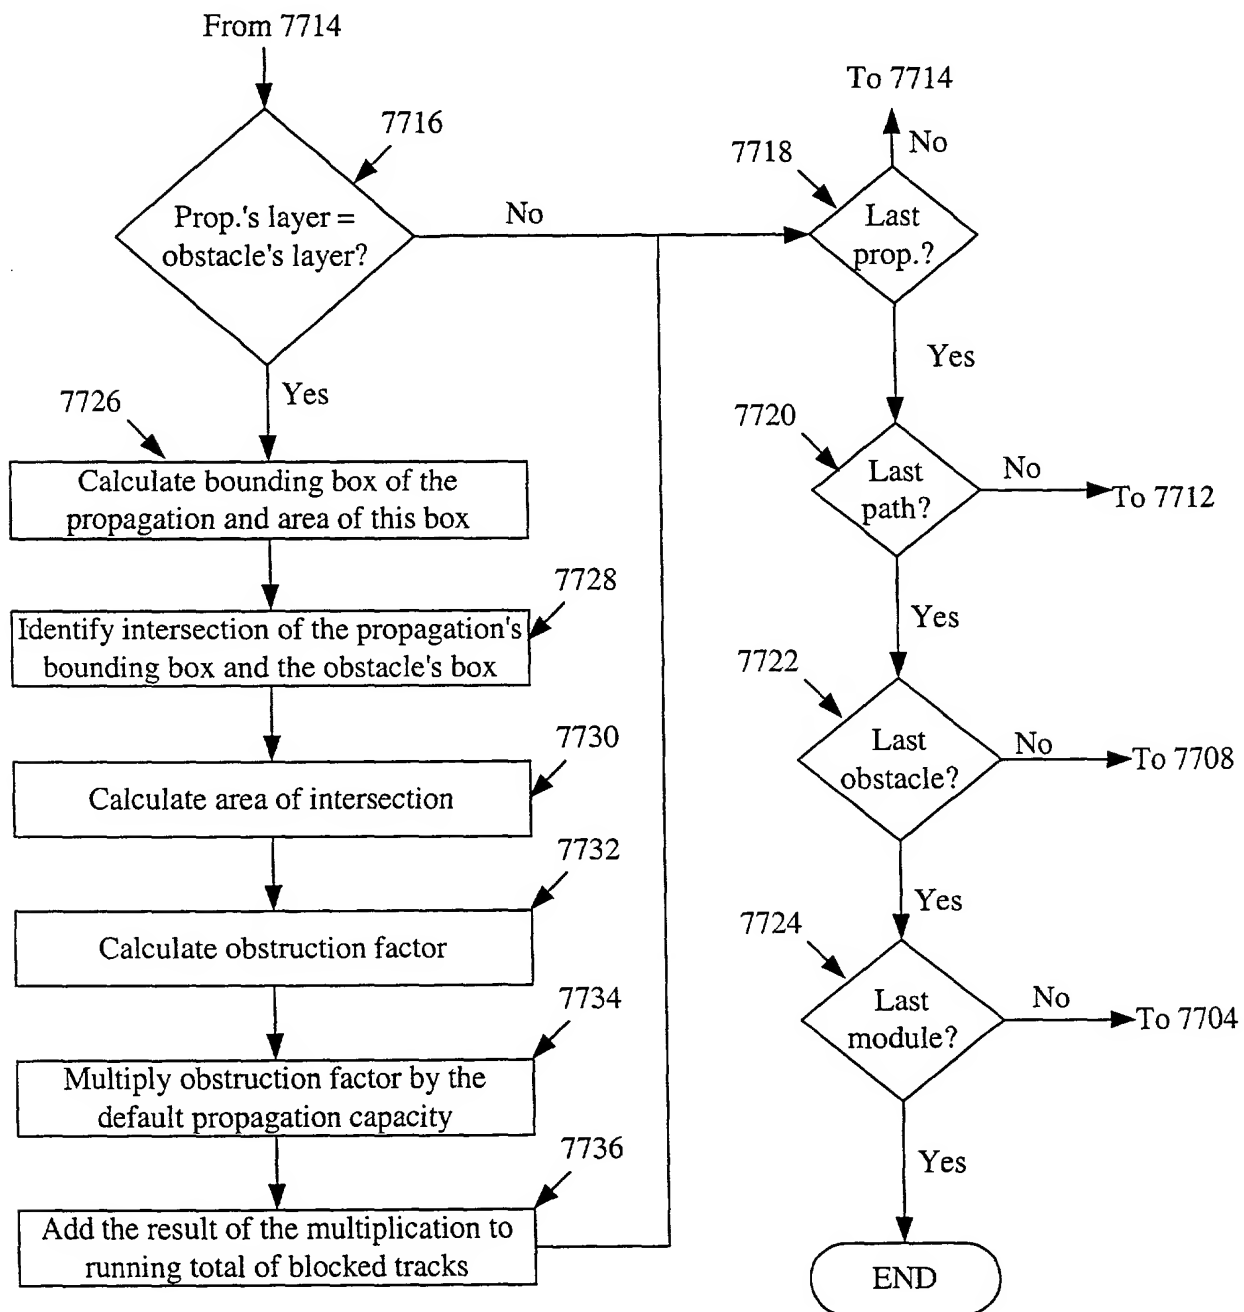 From 7714
7716
Prop.'s layer =
obstacle's layer?
No
Yes
7726
Calculate bounding box of the
propagation and area of this box
7728
Identify intersection of the propagation's
bounding box and the obstacle's box
7730
Calculate area of intersection
7732
Calculate obstruction factor
7734
Multiply obstruction factor by the
default propagation capacity
7736
Add the result of the multiplication to
running total of blocked tracks
To 7714
No
7718
Last
prop.?
Yes
7720
Last
path?
No
To 7712
Yes
7722
Last
obstacle?
No
To 7708
Yes
7724
Last
module?
No
To 7704
Yes
END